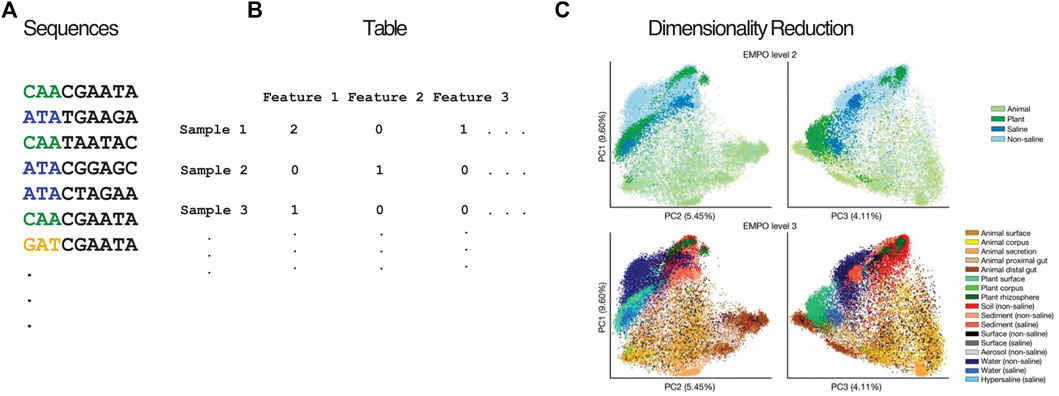 A
Sequences
CAACGAATA
ATATGAAGA
CAATAATAC
ATACGGAGC
ATACTAGAA
CAACGAATA
GATCGAATA
.
.
.
B
Table
Feature 1 Feature 2 Feature 3
Sample 1 2 0 1 . . .
Sample 2 0 1 0 . . .
Sample 3 1 0 0 . . .
. . . .
. . . .
. . . .
C
Dimensionality Reduction
EMPO level 2
PC1 (9.60%)
PC2 (5.45%)
PC3 (4.11%)
Animal
Plant
Saline
Non-saline
EMPO level 3
PC1 (9.60%)
PC2 (5.45%)
PC3 (4.11%)
Animal surface
Animal corpus
Animal secretion
Animal proximal gut
Animal distal gut
Plant surface
Plant corpus
Plant rhizosphere
Soil (non-saline)
Sediment (non-saline)
Sediment (saline)
Surface (non-saline)
Surface (saline)
Aerosol (non-saline)
Water (non-saline)
Water (saline)
Hypersaline (saline)